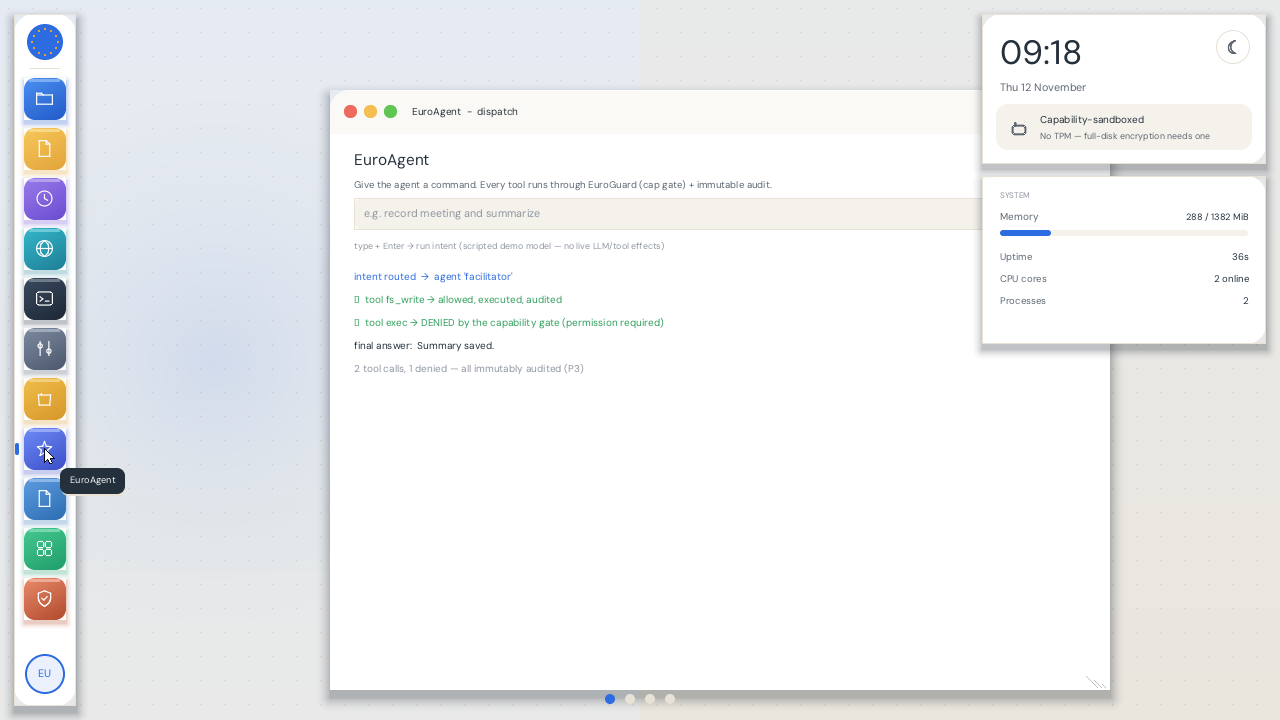 EuroAgent - dispatch
EuroAgent
Give the agent a command. Every tool runs through EuroGuard (cap gate) + immutable audit.
e.g. record meeting and summarize
type + Enter → run intent (scripted demo model — no live LLM/tool effects)
intent routed → agent 'facilitator'
tool fs_write → allowed, executed, audited
tool exec → DENIED by the capability gate (permission required)
final answer: Summary saved.
2 tool calls, 1 denied — all immutably audited (P3)
09:18
Thu 12 November
Capability-sandboxed
No TPM — full-disk encryption needs one
SYSTEM
Memory 288 / 1382 MiB
Uptime 36s
CPU cores 2 online
Processes 2
EuroAgent
EU